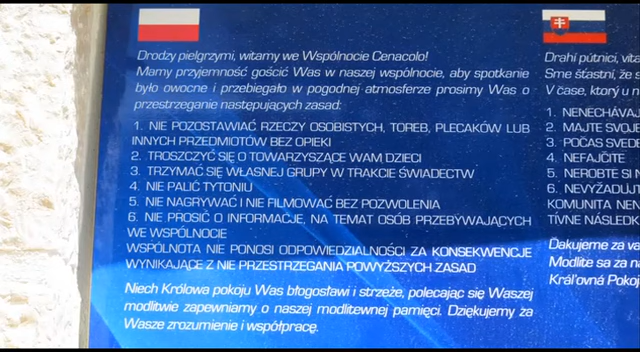 Drodzy pielgrzymi, witamy we Wspólnocie Cenacolo!
Mamy przyjemność gościć Was w naszej wspólnocie, aby spotkanie
było owocne i przebiegało w pogodnej atmosferze prosimy Was o
przestrzeganie następujących zasad:
1. NIE POZOSTAWIAĆ RZECZY OSOBISTYCH, TOREB, PLECAKÓW LUB
INNYCH PRZEDMIOTÓW BEZ OPIEKI
2. TROSZCZYĆ SIĘ O TOWARZYSZĄCE WAM DZIECI
3. TRZYMAĆ SIĘ WŁASNEJ GRUPY W TRAKCIE ŚWIADECTW
4. NIE PALIĆ TYTONIU
5. NIE NAGRYWAĆ I NIE FILMOWAĆ BEZ POZWOLENIA
6. NIE PROSIĆ O INFORMACJE, NA TEMAT OSÓB PRZEBYWAJĄCYCH
WE WSPÓLNOCIE
WSPÓLNOTA NIE PONOSI ODPOWIEDZIALNOŚCI ZA KONSEKWENCJE
WYNIKAJĄCE Z NIE PRZESTRZEGANIA POWYŻSZYCH ZASAD
Niech Królowa pokoju Was błogosławi i strzeże, polecając się Waszej
modlitwie zapewniamy o naszej modlitewnej pamięci. Dziękujemy za
Wasze zrozumienie i współpracę.
Drahí pútnici, vita
Sme šťastní, že s
V čase, ktorý u n
1. NENECHÁVAJ
2. MAJTE SVOJE
3. POČAS SVEDE
4. NEFAJČITE
5. NEROBTE SI N
6. NEVYŽADUJT
KOMUNITA NEN
TÍVNE NÁSLEDK
Ďakujeme za va
Modlite sa za na
Kráľovná Pokoj